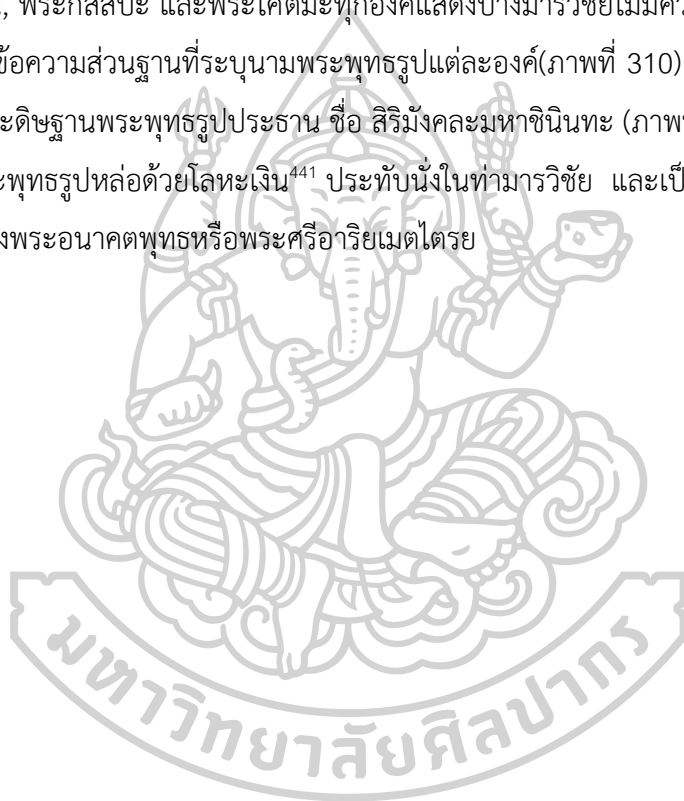 , พระกัสสปะ และพระโคตมะทุกองค์แสดงปางมารวิชัยไม่มีคว
ข้อความส่วนฐานที่ระบุนามพระพุทธรูปแต่ละองค์(ภาพที่ 310)
ะดิษฐานพระพุทธรูปประธาน ชื่อ สิริมังคละมหาชินินทะ (ภาพ
ะพุทธรูปหล่อด้วยโลหะเงิน441 ประทับนั่งในท่ามารวิชัย และเป็
งพระอนาคตพุทธหรือพระศรีอาริยเมตไตรย
มหาวิทยาลัยศิลปากร